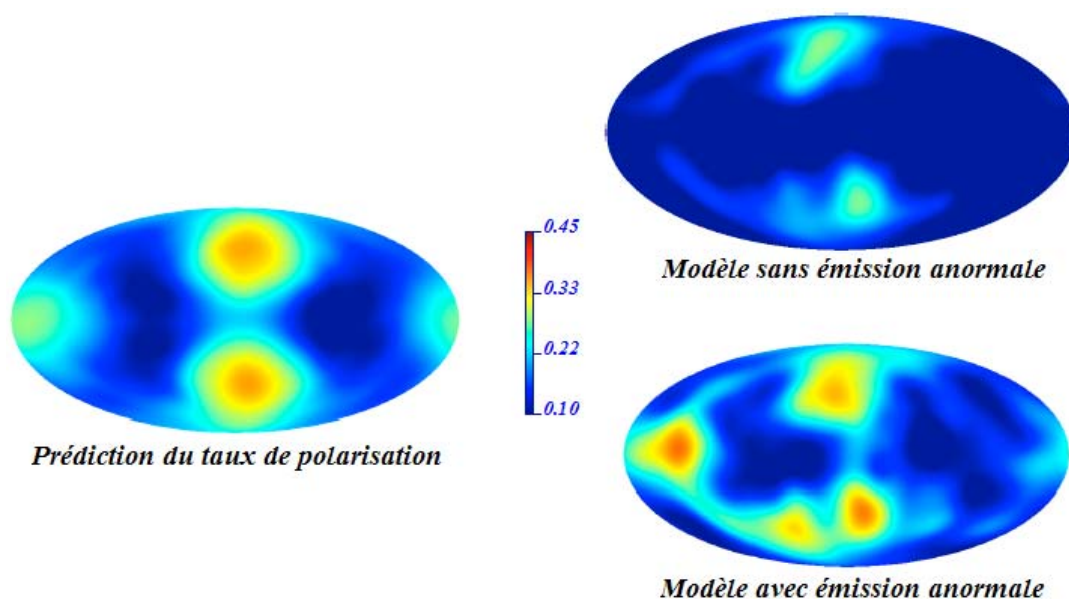 Modèle sans émission anormale
0.45
0.33
0.22
0.10
Prédiction du taux de polarisation
Modèle avec émission anormale